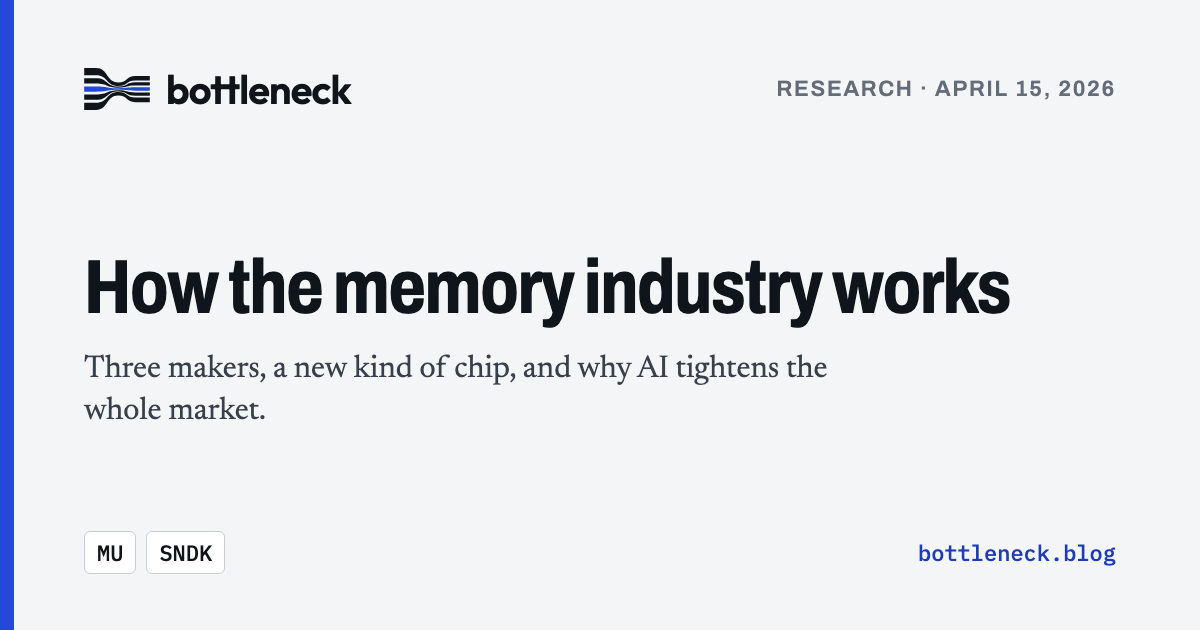 bottleneck
RESEARCH · APRIL 15, 2026
How the memory industry works
Three makers, a new kind of chip, and why AI tightens the
whole market.
MU
SNDK
bottleneck.blog